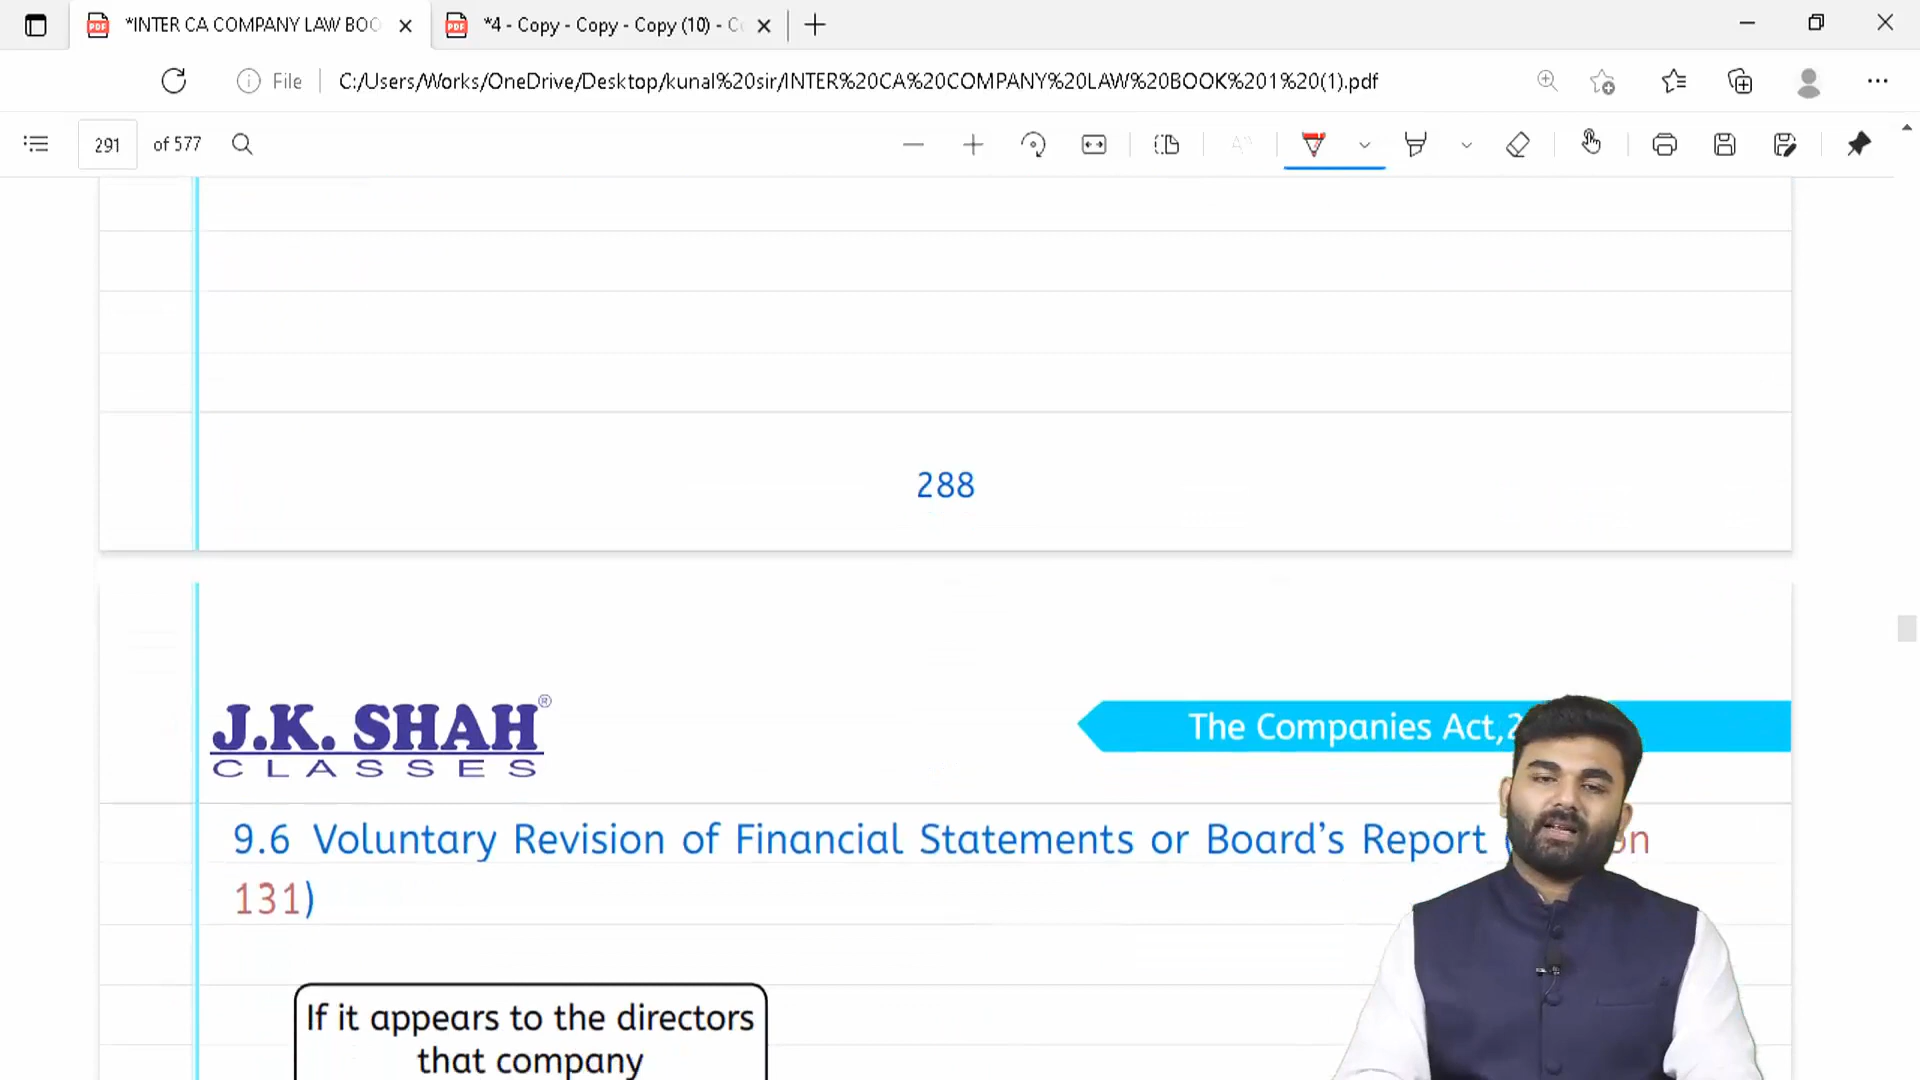 *INTER CA COMPANY LAW BOO
*4 - Copy - Copy - Copy (10) - C
File
C:/Users/Works/OneDrive/Desktop/kunal%20sir/INTER%20CA%20COMPANY%20LAW%20BOOK%201%20(1).pdf
291 of 577
288
J.K. SHAH®
CLASSES
The Companies Act,2
9.6 Voluntary Revision of Financial Statements or Board's Report
131)
If it appears to the directors
that company